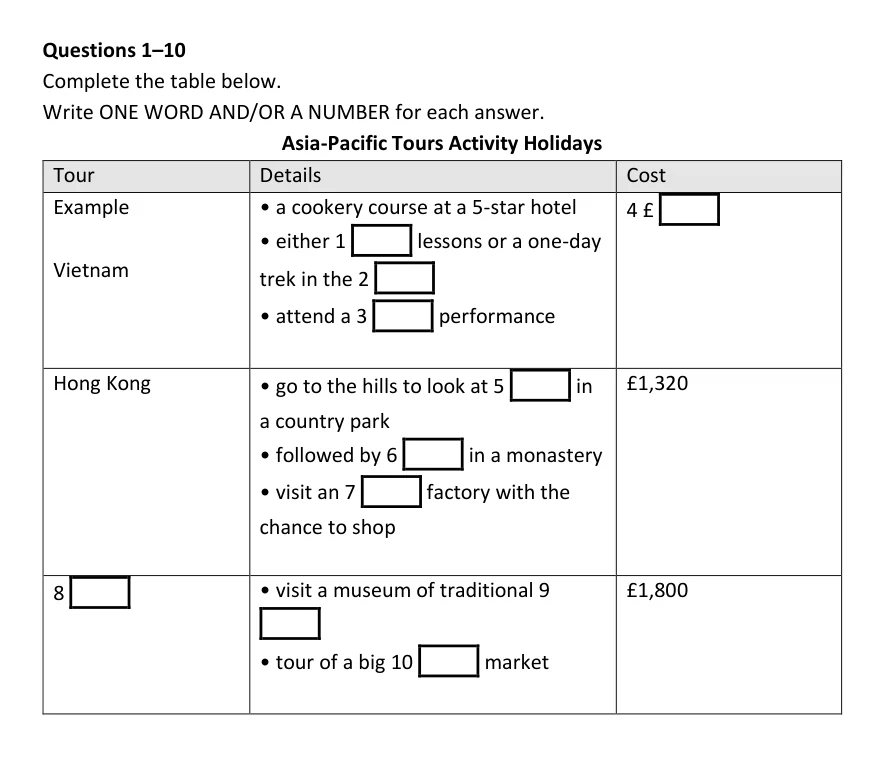 Questions 1–10
Complete the table below.
Write ONE WORD AND/OR A NUMBER for each answer.
Asia-Pacific Tours Activity Holidays
Tour Details Cost
Example
Vietnam
• a cookery course at a 5-star hotel
• either 1 lessons or a one-day
trek in the 2
• attend a 3 performance
4 £
Hong Kong
• go to the hills to look at 5 in
a country park
• followed by 6 in a monastery
• visit an 7 factory with the
chance to shop
£1,320
8
• visit a museum of traditional 9
• tour of a big 10 market
£1,800